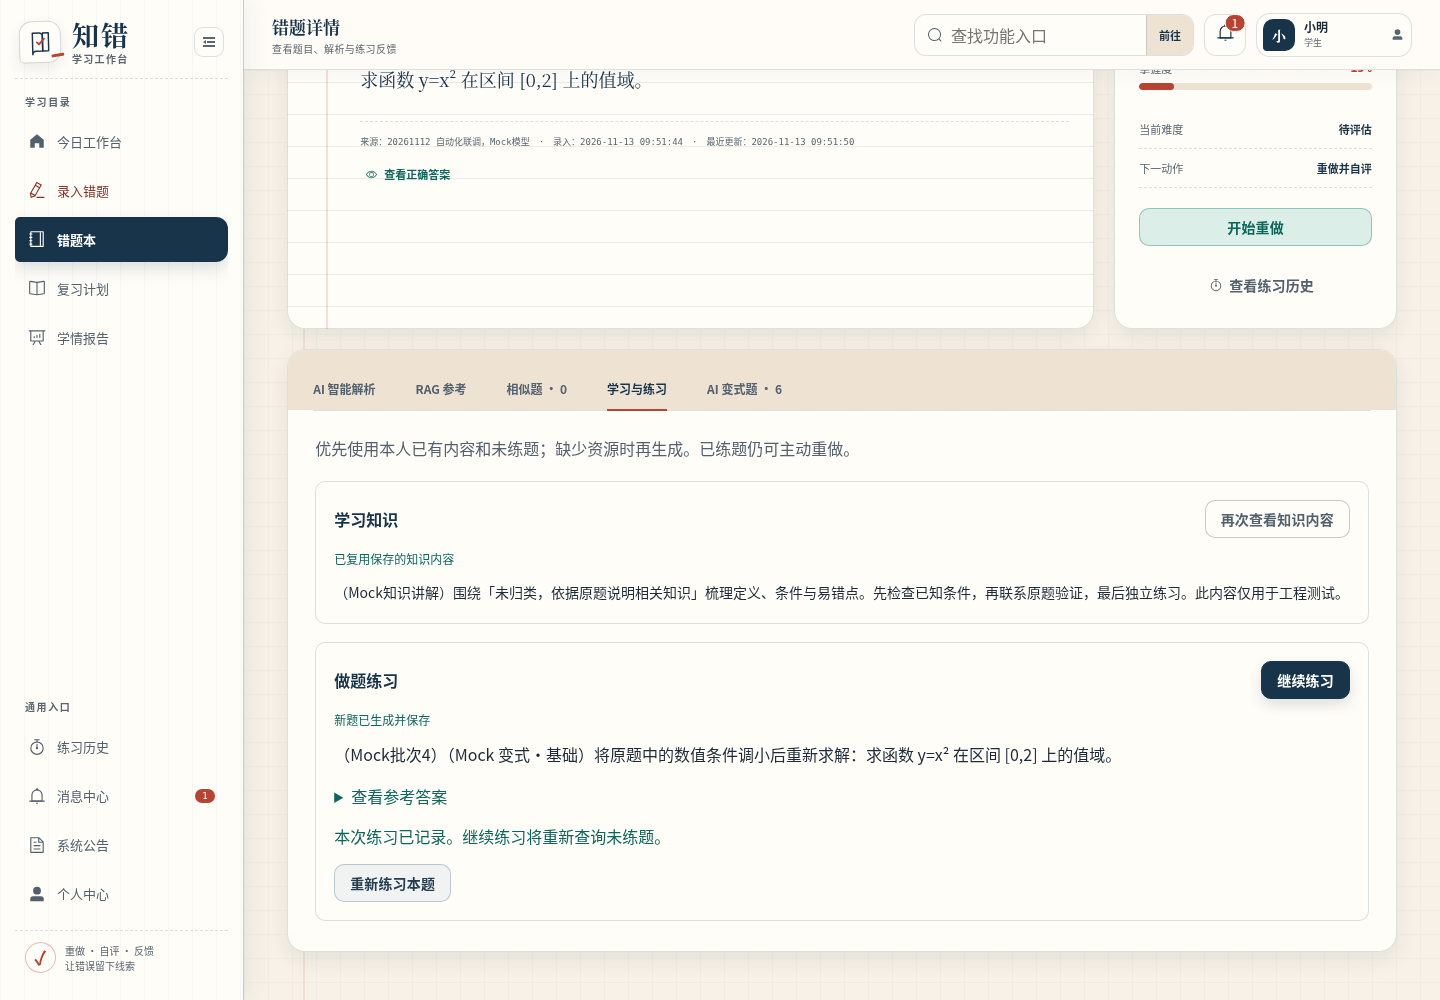 知错
学习工作台
学习目录
今日工作台
录入错题
错题本
复习计划
学情报告
通用入口
练习历史
消息中心 1
系统公告
个人中心
重做 · 自评 · 反馈
让错误留下线索
错题详情
查看题目、解析与练习反馈
查找功能入口 前往
1
小 小明
学生
求函数 y=x² 在区间 [0,2] 上的值域。
来源：20261112 自动化联调，Mock模型 · 录入：2026-11-13 09:51:44 · 最近更新：2026-11-13 09:51:50
查看正确答案
掌握度
当前难度 待评估
下一动作 重做并自评
开始重做
查看练习历史
AI 智能解析 RAG 参考 相似题 · 0 学习与练习 AI 变式题 · 6
优先使用本人已有内容和未练题；缺少资源时再生成。已练题仍可主动重做。
学习知识 再次查看知识内容
已复用保存的知识内容
（Mock知识讲解）围绕「未归类，依据原题说明相关知识」梳理定义、条件与易错点。先检查已知条件，再联系原题验证，最后独立练习。此内容仅用于工程测试。
做题练习 继续练习
新题已生成并保存
（Mock批次4）（Mock 变式·基础）将原题中的数值条件调小后重新求解：求函数 y=x² 在区间 [0,2] 上的值域。
▶ 查看参考答案
本次练习已记录。继续练习将重新查询未练题。
重新练习本题